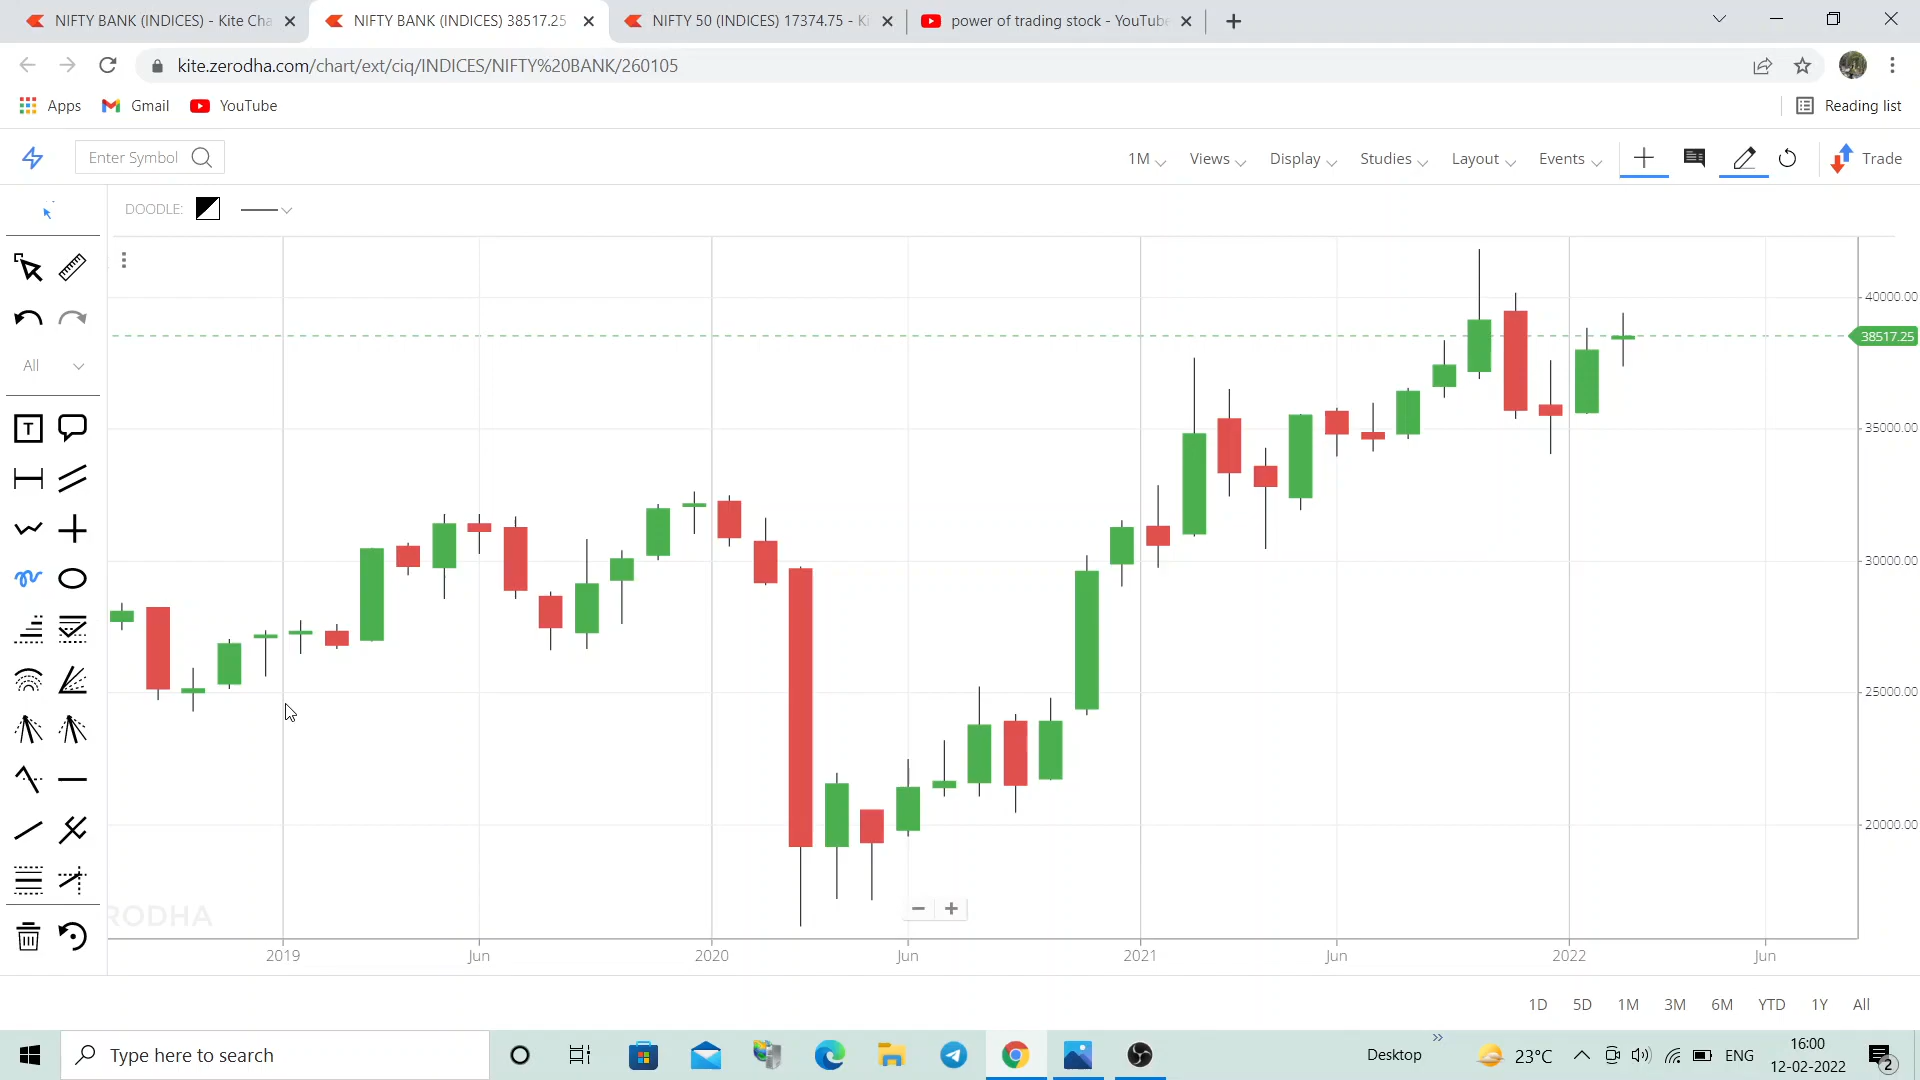 NIFTY BANK (INDICES) - Kite Cha
NIFTY BANK (INDICES) 38517.25
NIFTY 50 (INDICES) 17374.75 - Ki
power of trading stock - YouTube
kite.zerodha.com/chart/ext/ciq/INDICES/NIFTY%20BANK/260105
Apps
Gmail
YouTube
Reading list
Enter Symbol
1M
Views
Display
Studies
Layout
Events
Trade
DOODLE:
All
T
40000.00
38517.25
35000.00
30000.00
25000.00
20000.00
RODHA
2019
Jun
2020
Jun
2021
Jun
2022
Jun
1D
5D
1M
3M
6M
YTD
1Y
All
Type here to search
Desktop
23°C
ENG
16:00
12-02-2022
2